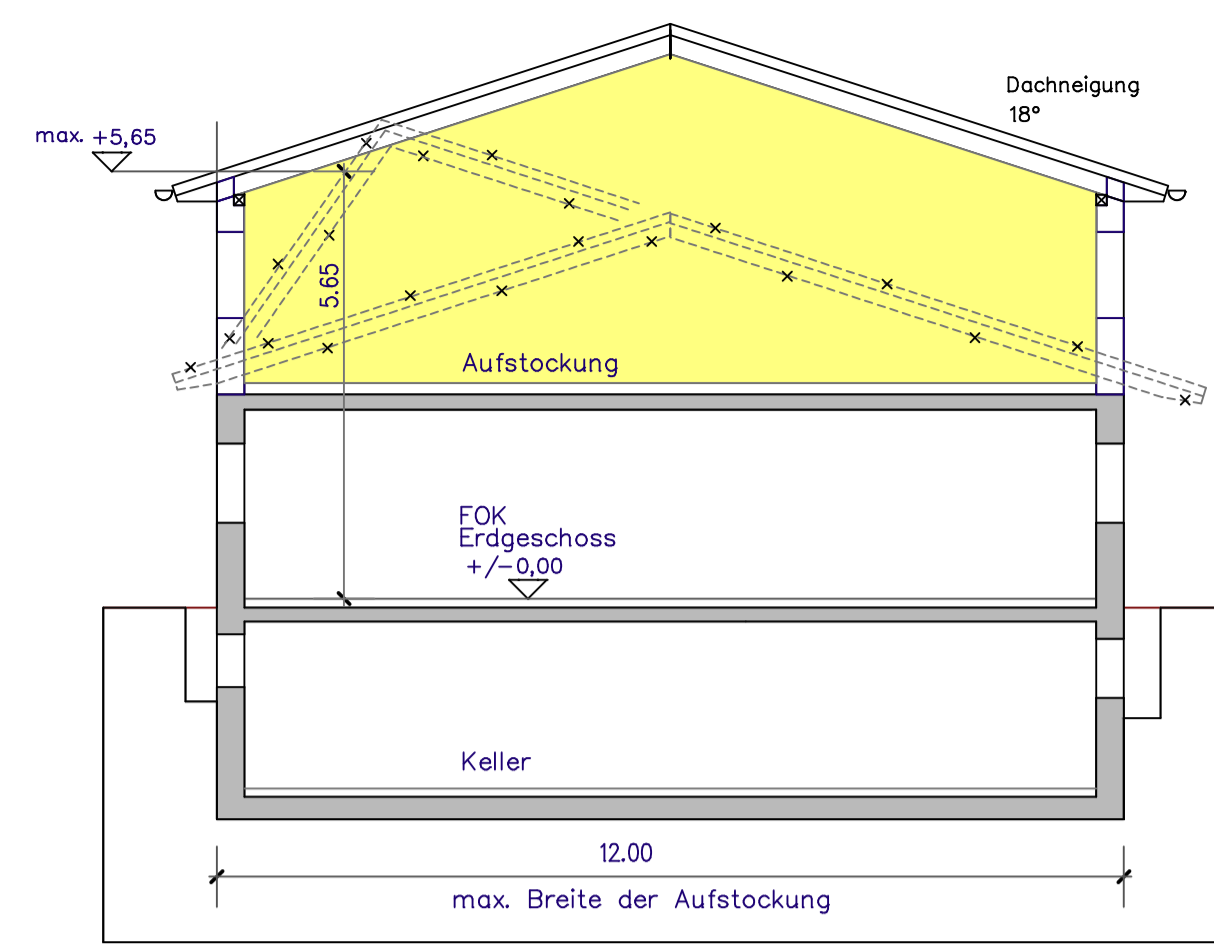 Dachneigung
18°
max. +5,65
5.65
Aufstockung
FOK
Erdgeschoss
+/-0,00
Keller
12.00
max. Breite der Aufstockung